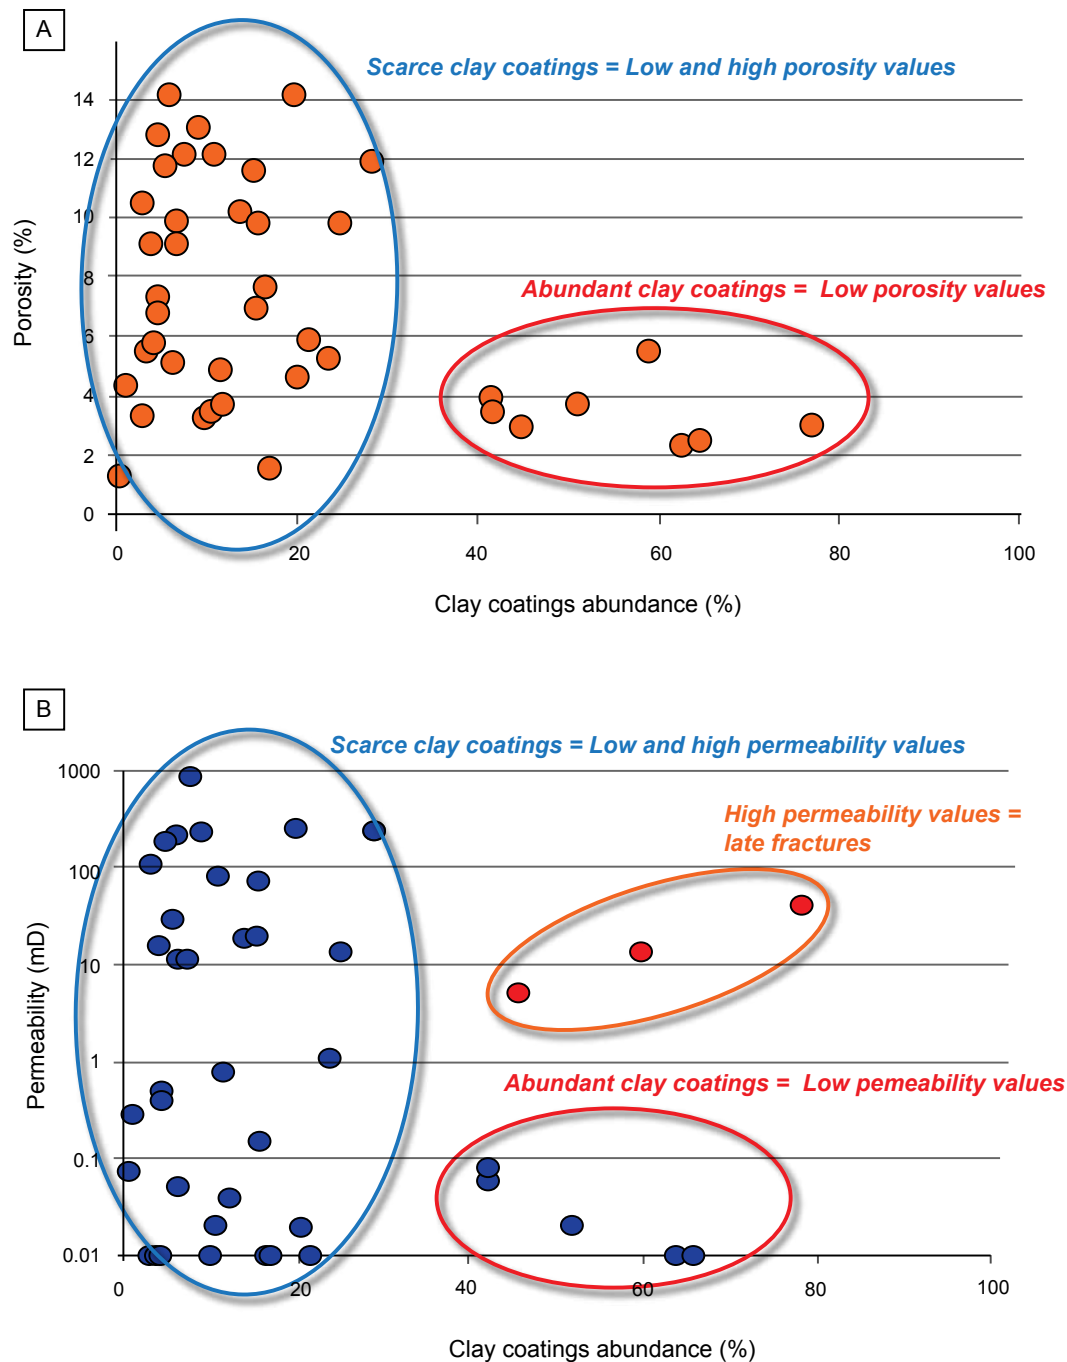 A
Scarce clay coatings = Low and high porosity values
14
12
10
8
6
4
2
0
Porosity (%)
Abundant clay coatings =  Low porosity values
0 20 40 60 80 100
Clay coatings abundance (%)
B
Scarce clay coatings = Low and high permeability values
1000
100
10
1
0.1
0.01
Permeability (mD)
High permeability values =
late fractures
Abundant clay coatings =  Low pemeability values
0 20 40 60 80 100
Clay coatings abundance (%)